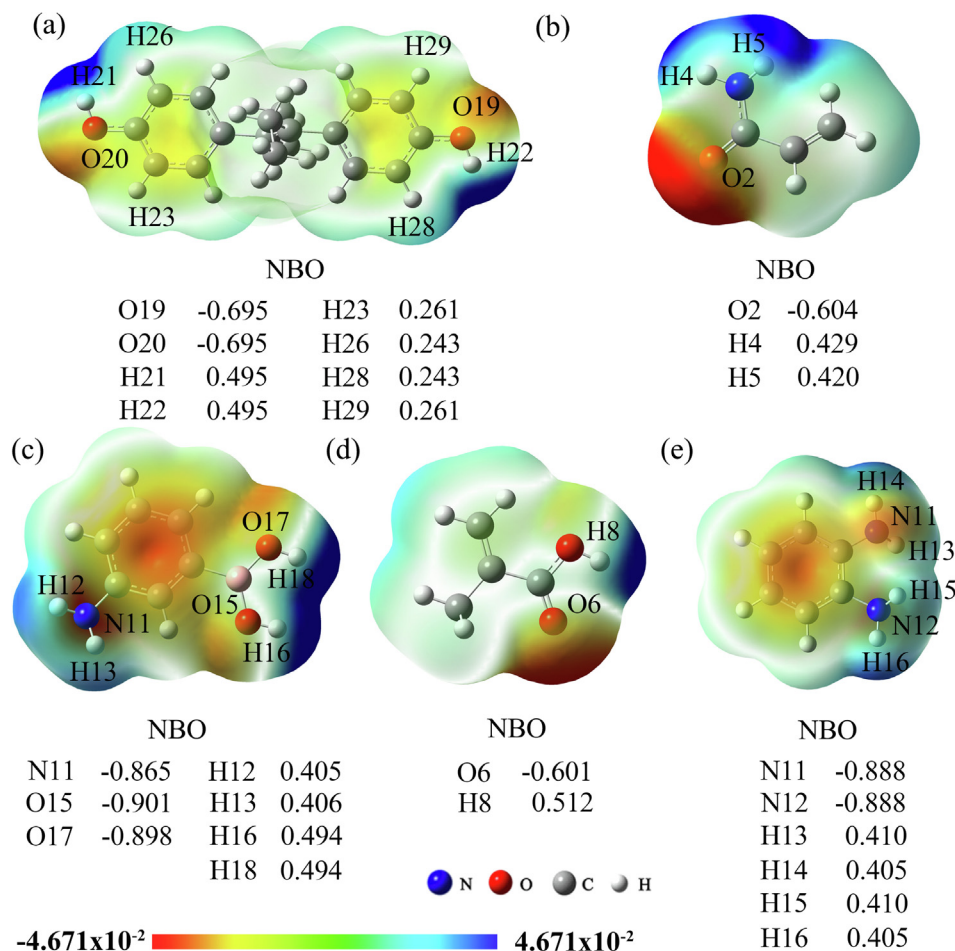 (a)
H26
H29
H21
O19
O20
H22
H23
H28
NBO
O19 -0.695 H23 0.261
O20 -0.695 H26 0.243
H21 0.495 H28 0.243
H22 0.495 H29 0.261
(b)
H5
H4
O2
NBO
O2 -0.604
H4 0.429
H5 0.420
(c)
O17
H12
H18
N11
O15
H13
H16
NBO
N11 -0.865 H12 0.405
O15 -0.901 H13 0.406
O17 -0.898 H16 0.494
H18 0.494
(d)
H8
O6
NBO
O6 -0.601
H8 0.512
(e)
H14
N11
H13
H15
N12
H16
NBO
N11 -0.888
N12 -0.888
H13 0.410
H14 0.405
H15 0.410
H16 0.405
N O C H
-4.671x10⁻² 4.671x10⁻²